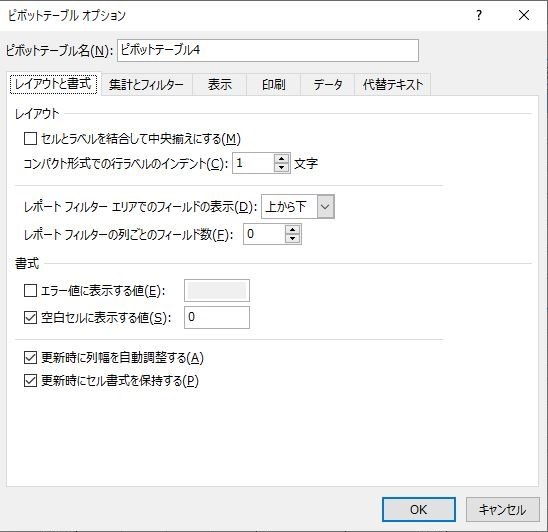 ピボットテーブル オプション ?
ピボットテーブル名(N): ピボットテーブル4
レイアウトと書式 集計とフィルター 表示 印刷 データ 代替テキスト
レイアウト
セルとラベルを結合して中央揃えにする(M)
コンパクト形式での行ラベルのインデント(C): 1 文字
レポート フィルター エリアでのフィールドの表示(D): 上から下
レポート フィルターの列ごとのフィールド数(F): 0
書式
エラー値に表示する値(E):
空白セルに表示する値(S): 0
更新時に列幅を自動調整する(A)
更新時にセル書式を保持する(P)
OK キャンセル